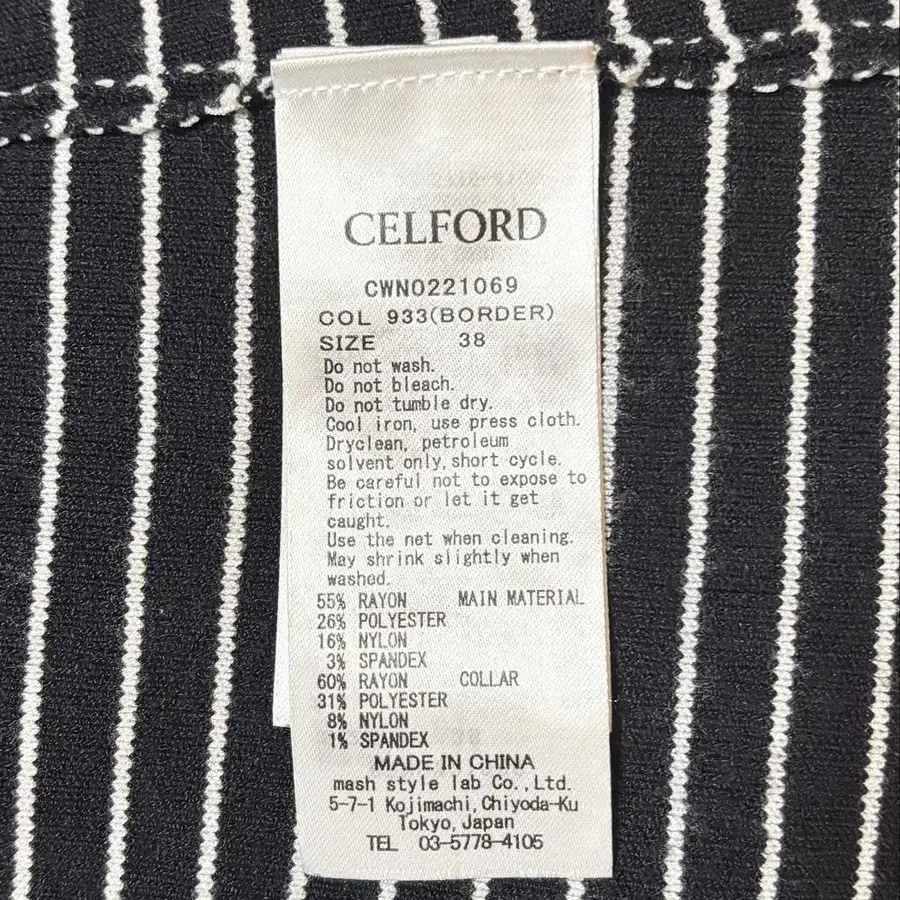 CELFORD
CWNO221069
COL 933(BORDER)
SIZE 38
Do not wash.
Do not bleach.
Do not tumble dry.
Cool iron, use press cloth.
Dryclean, petroleum
solvent only, short cycle.
Be careful not to expose to
friction or let it get
caught.
Use the net when cleaning.
May shrink slightly when
washed.
55% RAYON MAIN MATERIAL
26% POLYESTER
16% NYLON
3% SPANDEX
60% RAYON COLLAR
31% POLYESTER
8% NYLON
1% SPANDEX
MADE IN CHINA
mash style lab Co., Ltd.
5-7-1 Kojimachi, Chiyoda-Ku
Tokyo, Japan
TEL 03-5778-4105